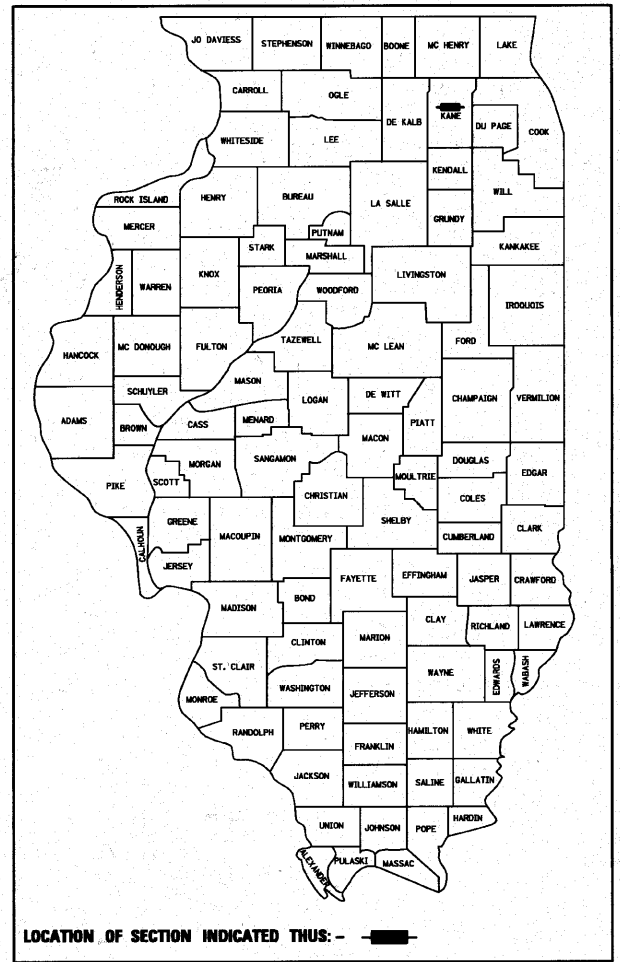 JO DAVIESS
STEPHENSON
WINNEBAGO
BOONE
MC HENRY
LAKE
CARROLL
OGLE
DE KALB
KANE
DU PAGE
COOK
WHITESIDE
LEE
KENDALL
WILL
ROCK ISLAND
HENRY
BUREAU
LA SALLE
GRUNDY
MERCER
PUTNAM
STARK
MARSHALL
KANKAKEE
HENDERSON
WARREN
KNOX
PEORIA
WOODFORD
LIVINGSTON
IROQUOIS
HANCOCK
MC DONOUGH
FULTON
TAZEWELL
MC LEAN
FORD
MASON
SCHUYLER
LOGAN
DE WITT
CHAMPAIGN
VERMILION
ADAMS
BROWN
CASS
MENARD
MACON
PIATT
PIKE
SCOTT
MORGAN
SANGAMON
CHRISTIAN
MOULTRIE
DOUGLAS
EDGAR
COLES
CALHOUN
GREENE
MACOUPIN
MONTGOMERY
SHELBY
CUMBERLAND
CLARK
JERSEY
MADISON
BOND
FAYETTE
EFFINGHAM
JASPER
CRAWFORD
CLINTON
MARION
CLAY
RICHLAND
LAWRENCE
ST. CLAIR
WASHINGTON
JEFFERSON
WAYNE
EDWARDS
WABASH
MONROE
RANDOLPH
PERRY
FRANKLIN
HAMILTON
WHITE
JACKSON
WILLIAMSON
SALINE
GALLATIN
UNION
JOHNSON
POPE
HARDIN
ALEXANDER
PULASKI
MASSAC
LOCATION OF SECTION INDICATED THUS: -